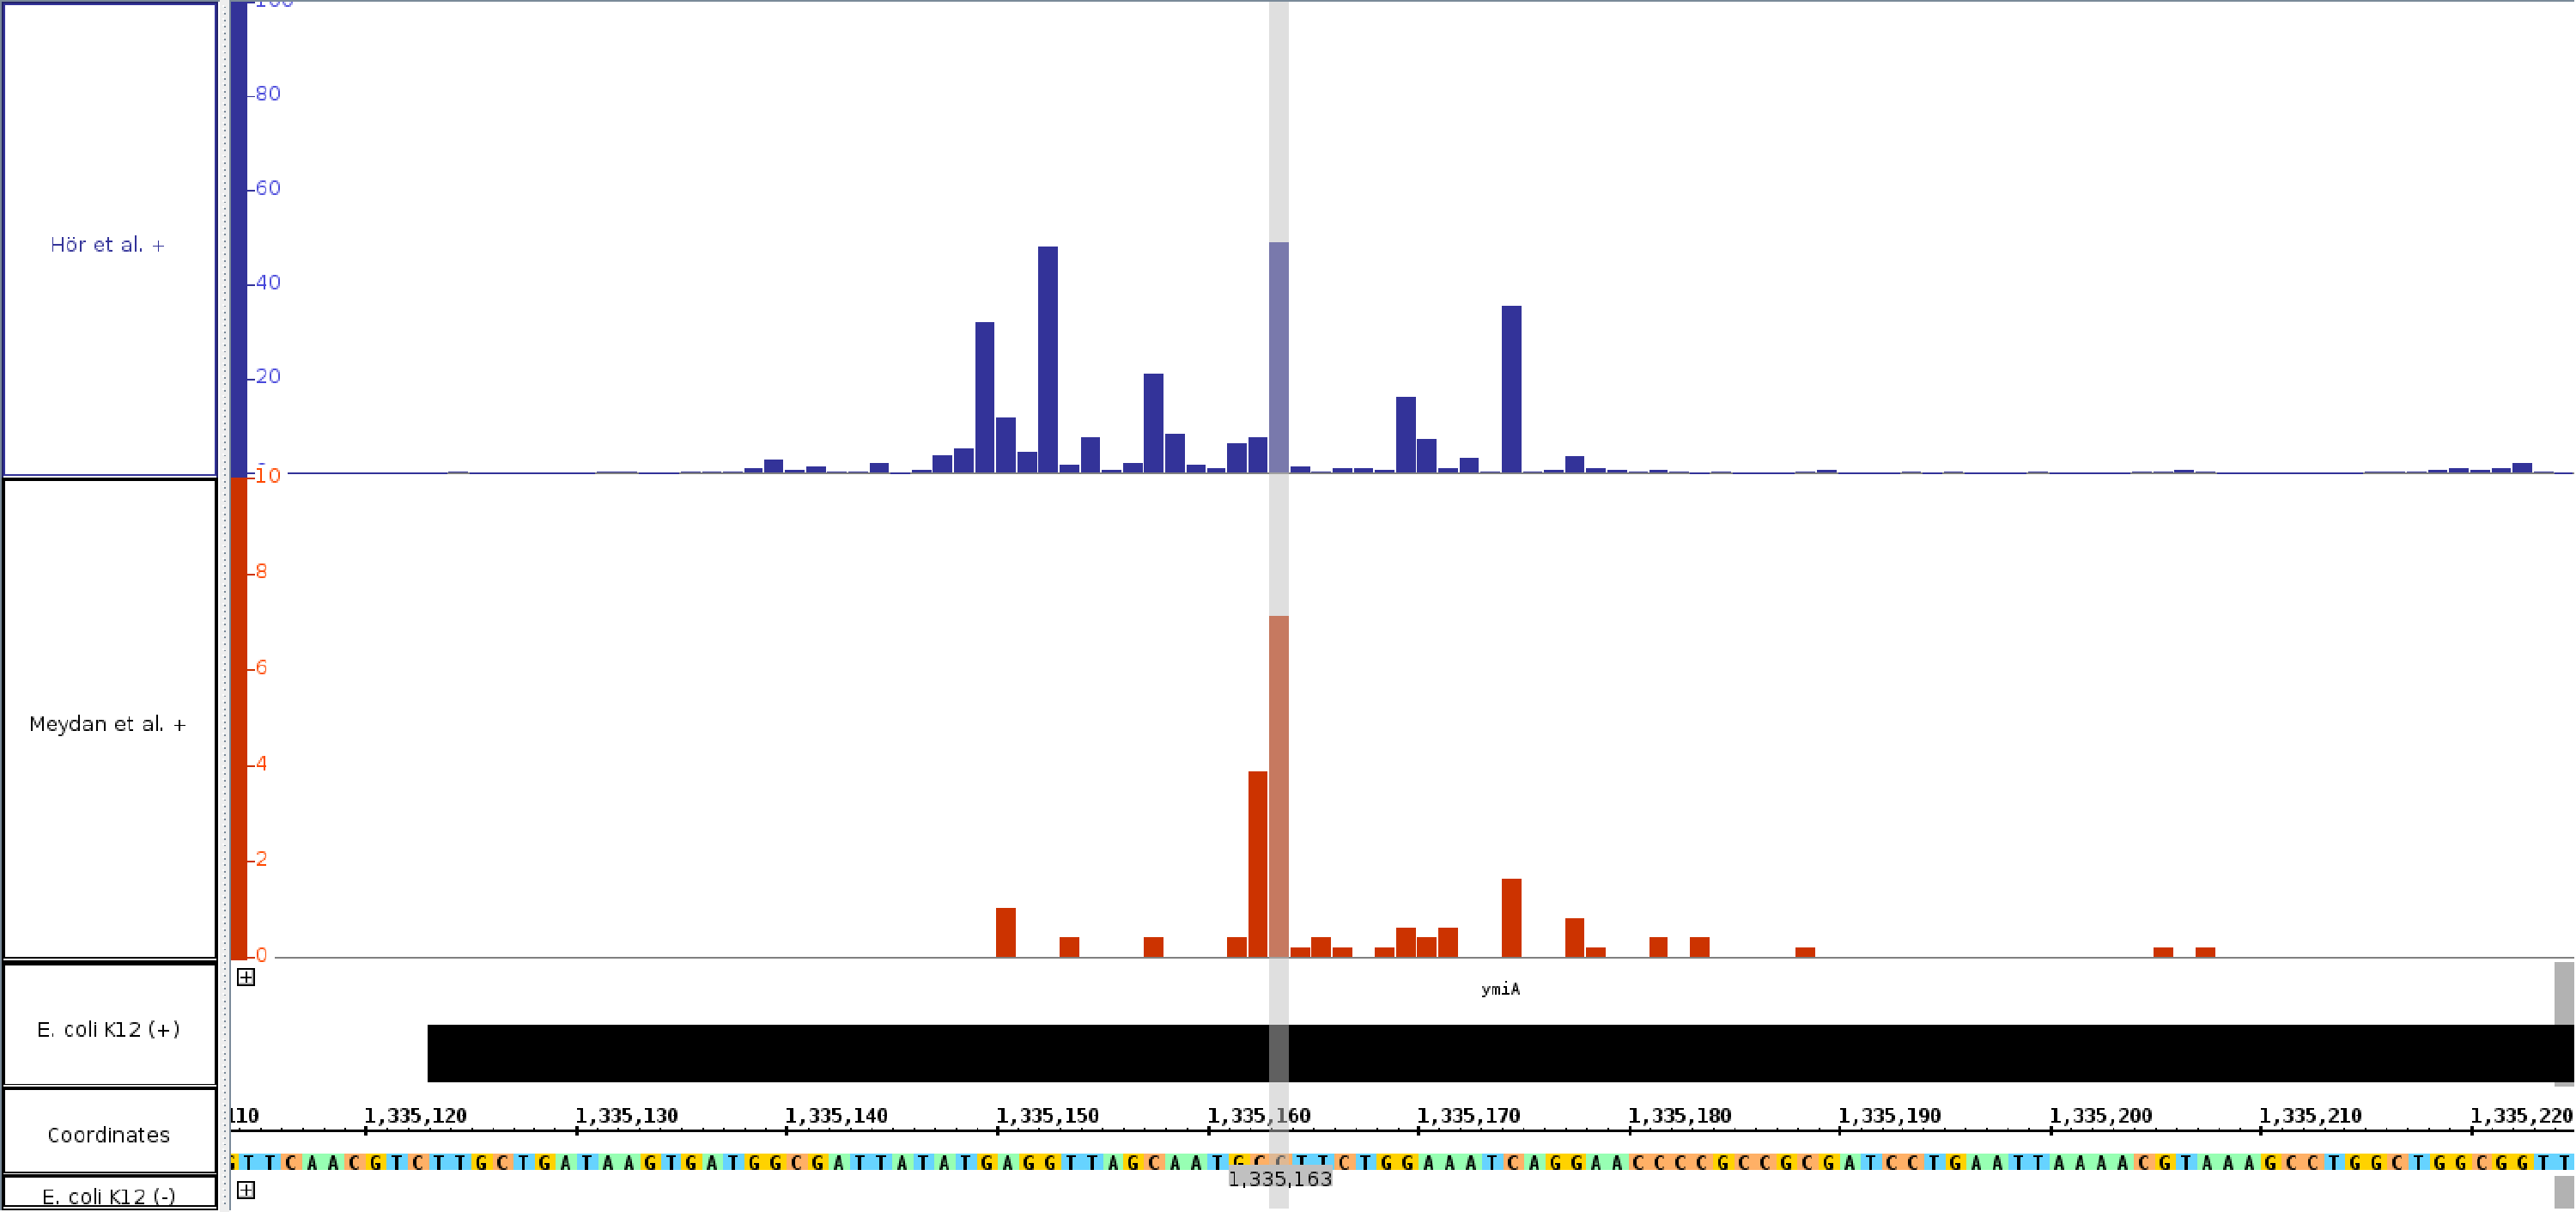 100
80
60
40
20
Hör et al. +
10
8
6
4
2
0
Meydan et al. +
ymiA
E. coli K12 (+)
10 1,335,120 1,335,130 1,335,140 1,335,150 1,335,160 1,335,170 1,335,180 1,335,190 1,335,200 1,335,210 1,335,220
Coordinates
G T T C A A C G T C T T G C T G A T A A G T G A T G G C G A T T A T A T G A G G T T A G C A A T G C C T T C T G G A A A T C A G G A A C C C C G C C G C G A T C C T G A A T T A A A A C G T A A A G C C T G G C T G G C G G T T
1,335,163
E. coli K12 (-)